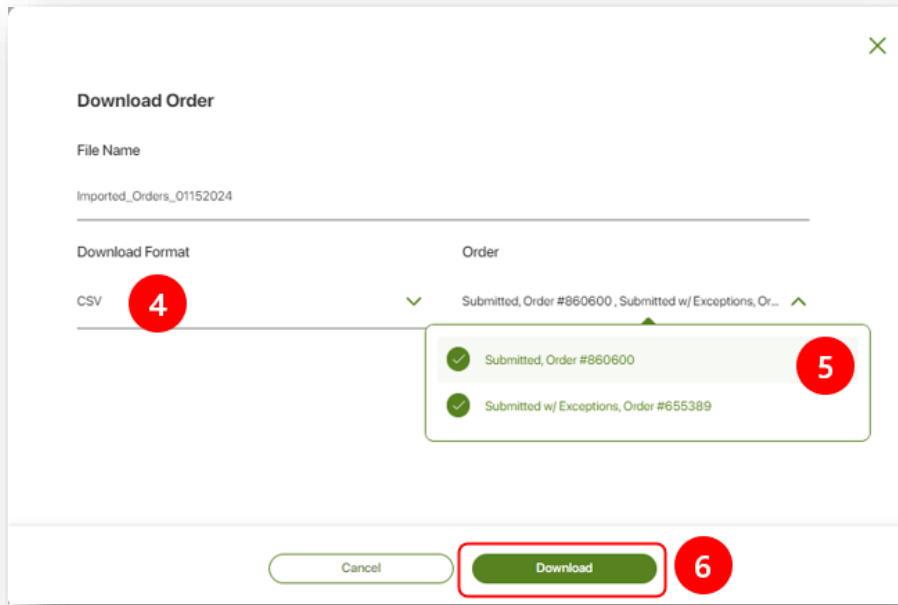 Download Order
File Name
Imported_Orders_01152024
Download Format
Order
CSV
4
Submitted, Order #860600 , Submitted w/ Exceptions, Or...
Submitted, Order #860600
5
Submitted w/ Exceptions, Order #655389
Cancel
Download
6